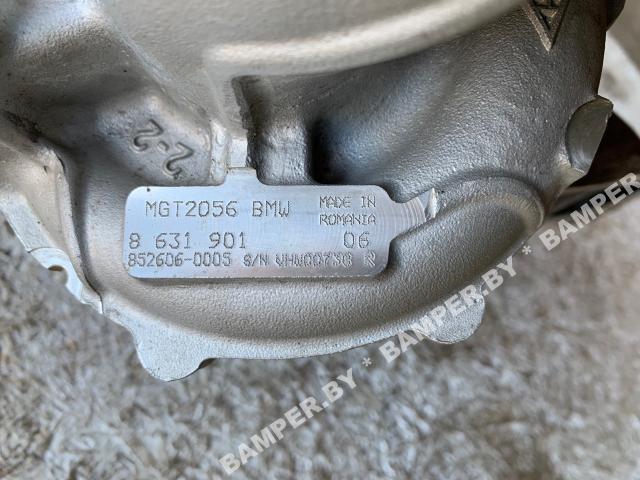 2-2
MGT2056 BMW MADE IN ROMANIA
8 631 901 06
852606-0005 S/N
BAMPER.BY * BAMPER.BY * BAMPER.BY